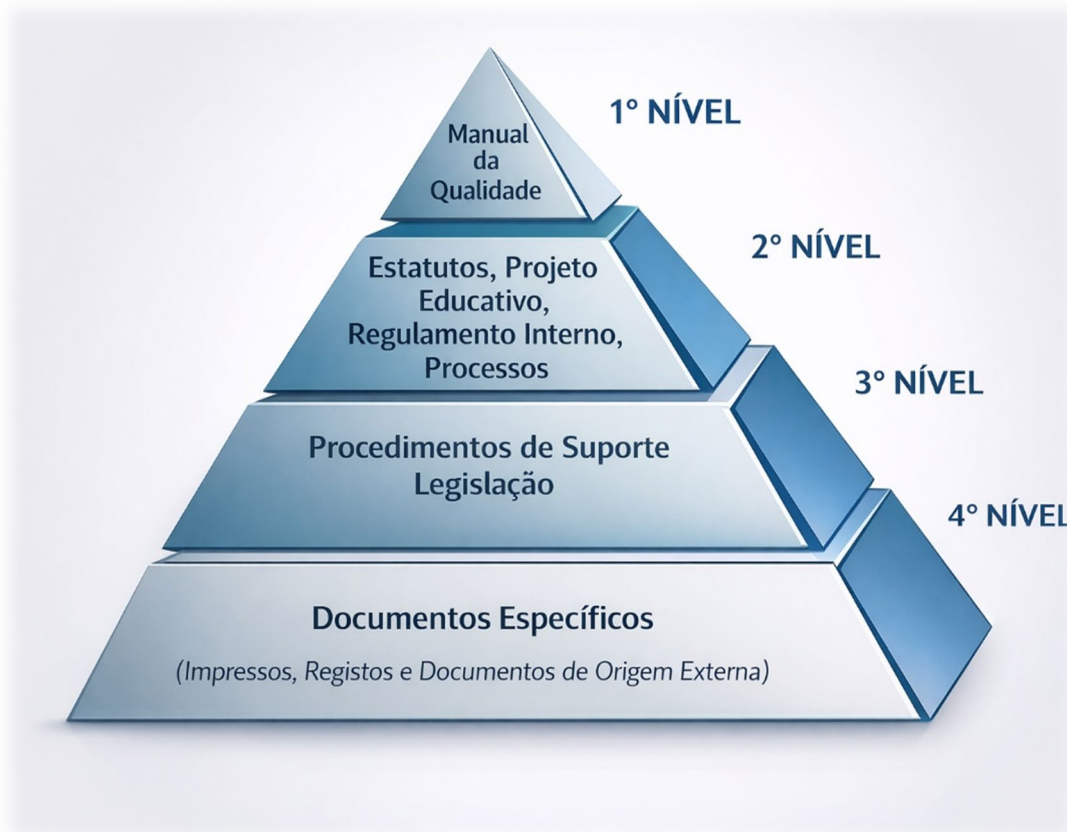 1° NÍVEL
Manual
da
Qualidade
2° NÍVEL
Estatutos, Projeto
Educativo,
Regulamento Interno,
Processos
3° NÍVEL
Procedimentos de Suporte
Legislação
4° NÍVEL
Documentos Específicos
(Impressos, Registos e Documentos de Origem Externa)